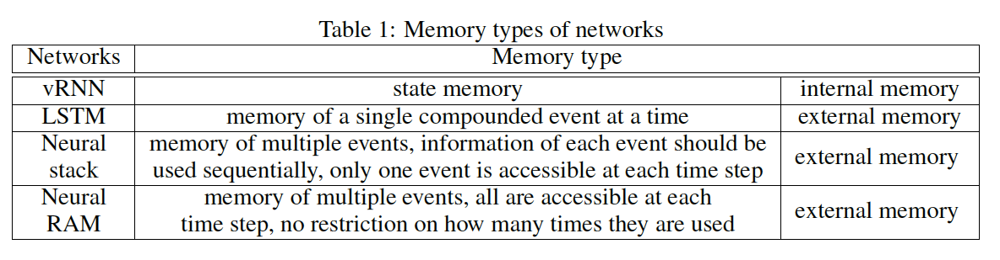 Table 1: Memory types of networks
Networks Memory type
vRNN state memory internal memory
LSTM memory of a single compounded event at a time external memory
Neural stack memory of multiple events, information of each event should be used sequentially, only one event is accessible at each time step external memory
Neural RAM memory of multiple events, all are accessible at each time step, no restriction on how many times they are used external memory